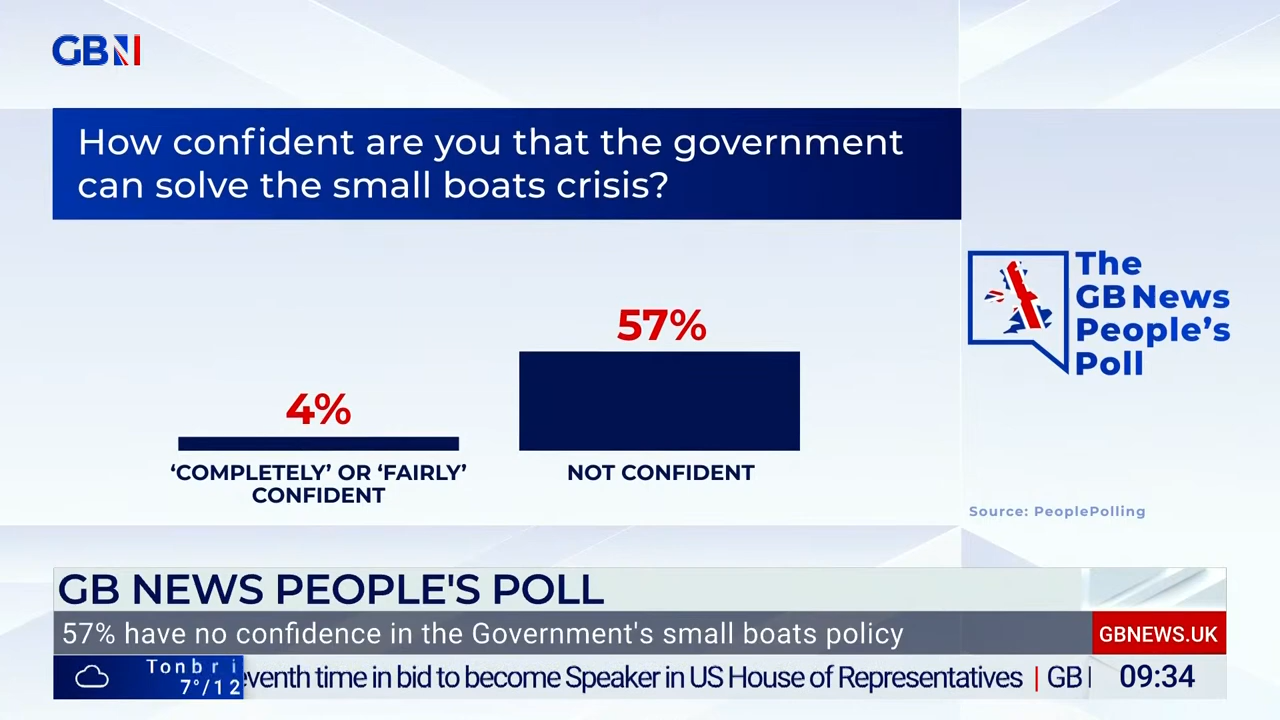 GBN
How confident are you that the government
can solve the small boats crisis?
57%
4%
‘COMPLETELY’ OR ‘FAIRLY’
CONFIDENT
NOT CONFIDENT
The
GB News
People’s
Poll
Source: PeoplePolling
GB NEWS PEOPLE'S POLL
57% have no confidence in the Government's small boats policy
GBNEWS.UK
Tonbri
7°/12
eventh time in bid to become Speaker in US House of Representatives | GB
09:34